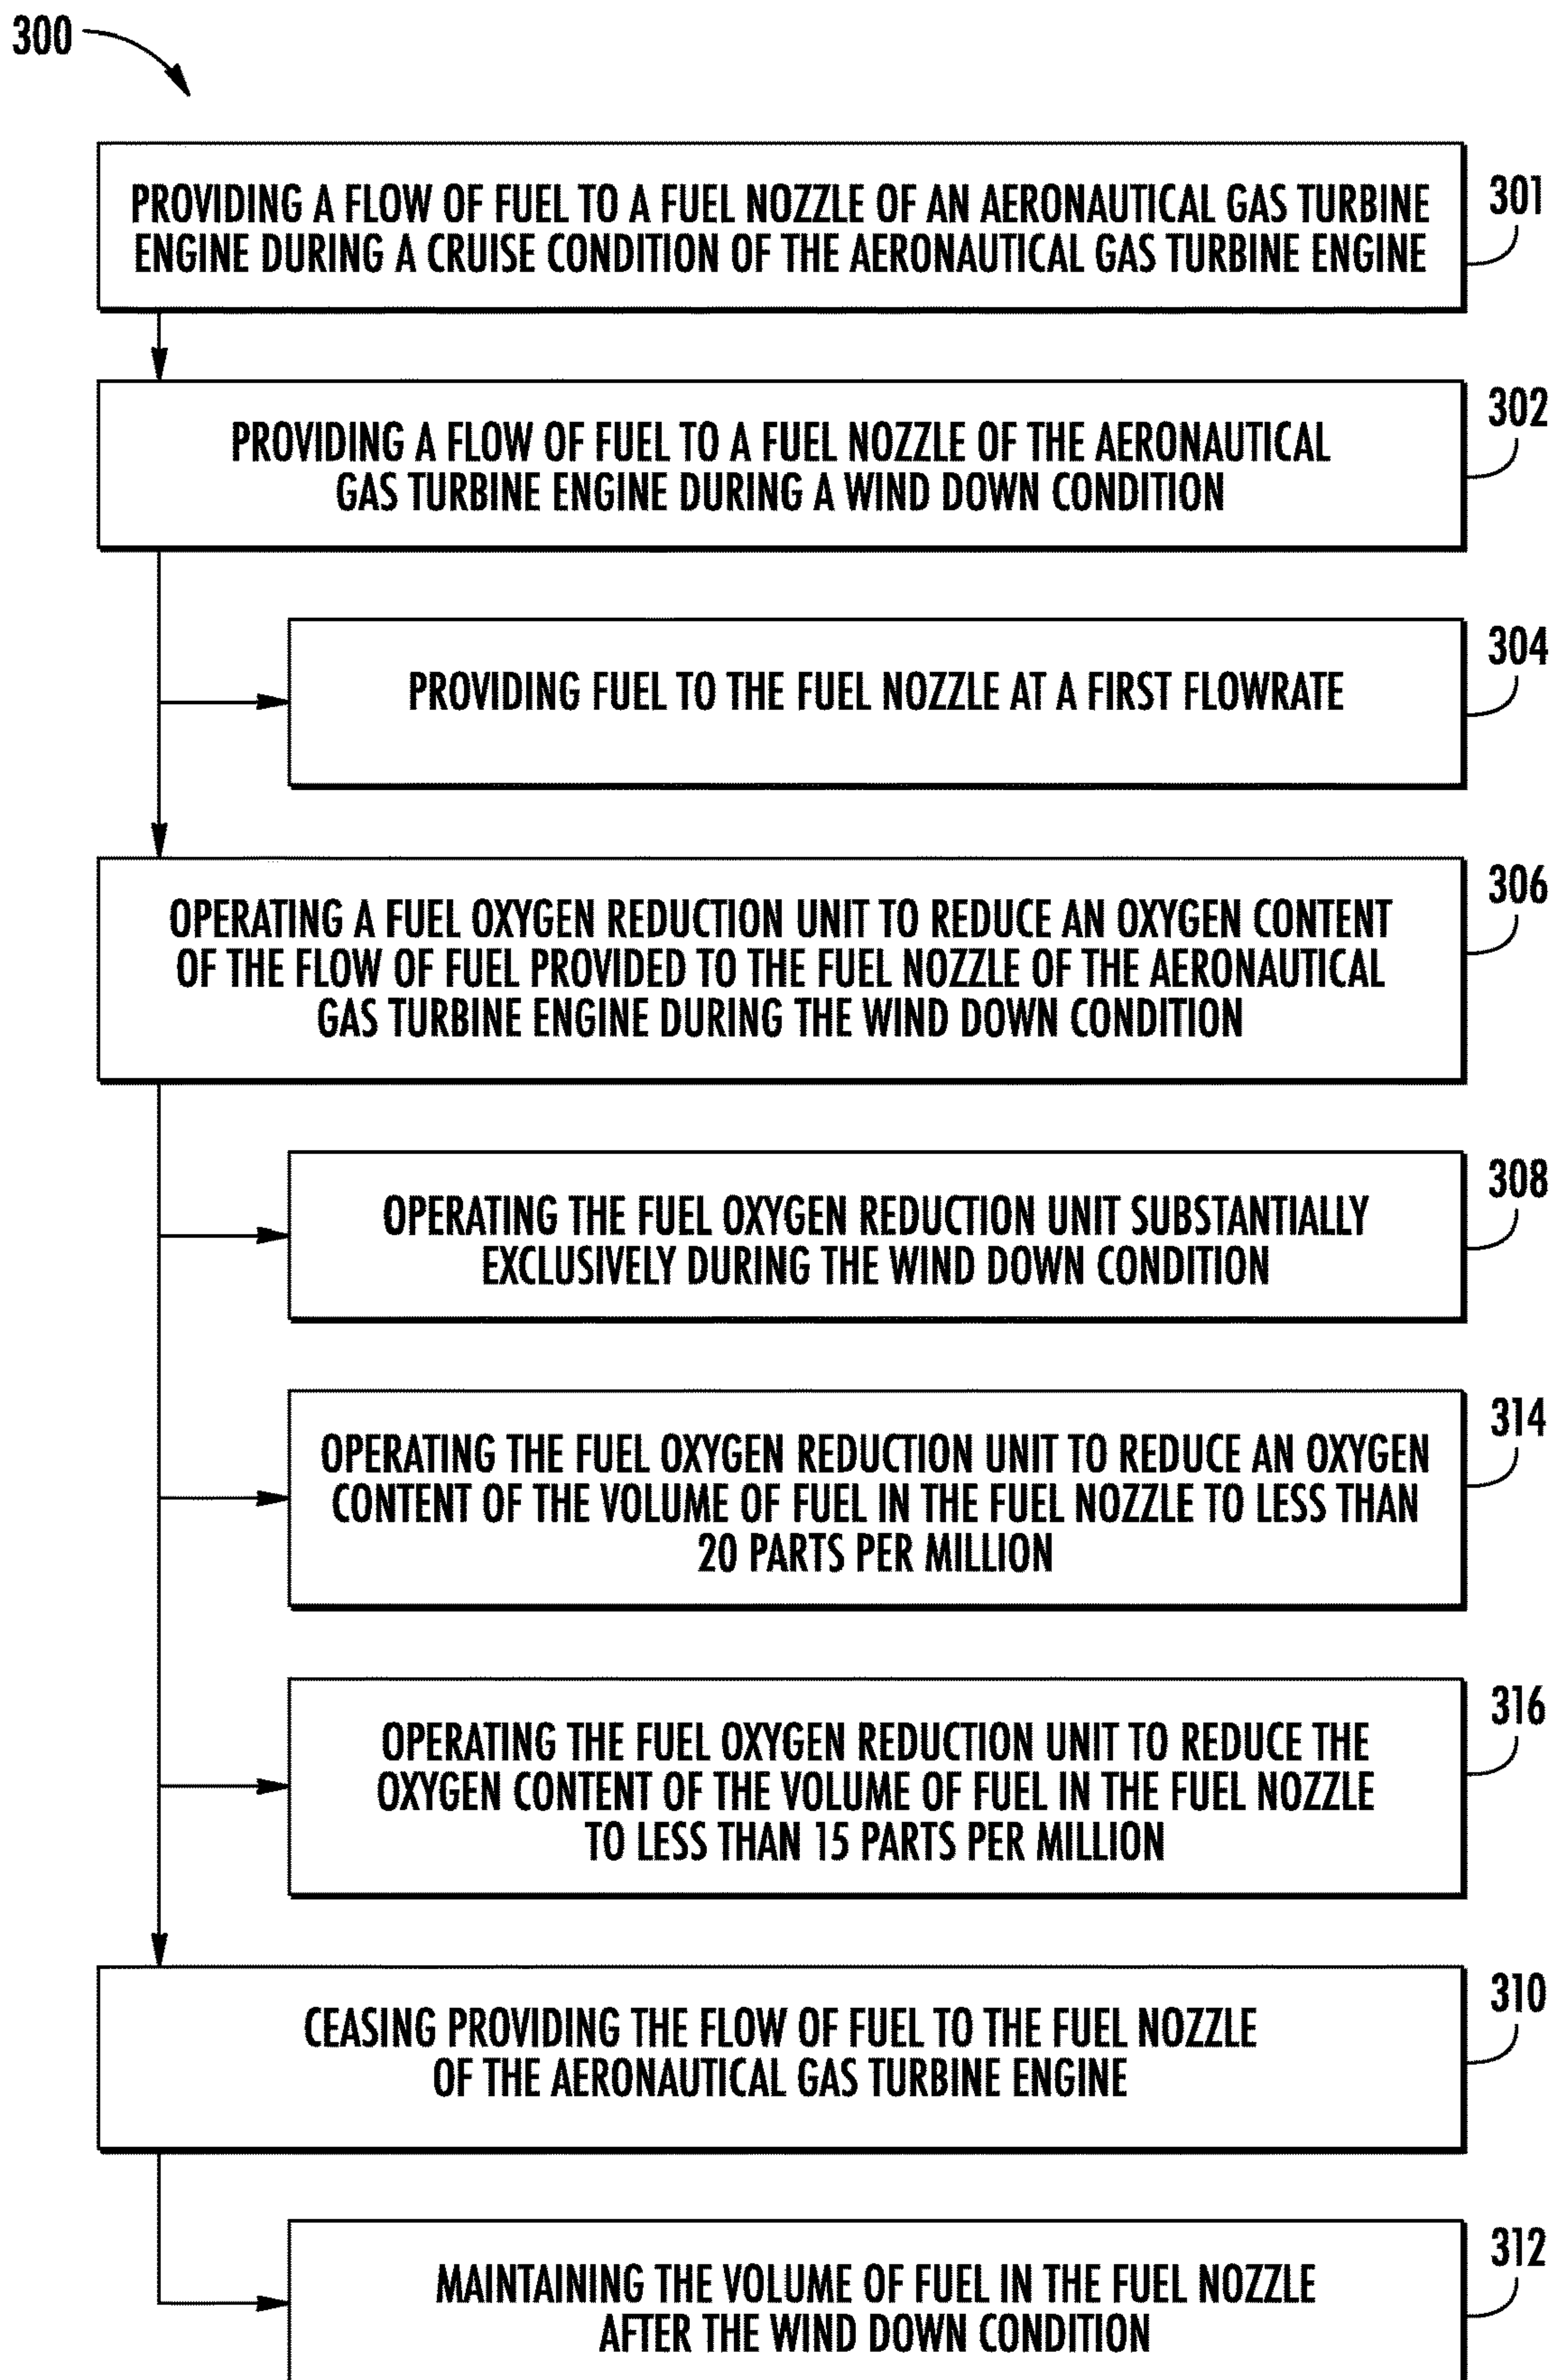 300
PROVIDING A FLOW OF FUEL TO A FUEL NOZZLE OF AN AERONAUTICAL GAS TURBINE
ENGINE DURING A CRUISE CONDITION OF THE AERONAUTICAL GAS TURBINE ENGINE
301
PROVIDING A FLOW OF FUEL TO A FUEL NOZZLE OF THE AERONAUTICAL
GAS TURBINE ENGINE DURING A WIND DOWN CONDITION
302
PROVIDING FUEL TO THE FUEL NOZZLE AT A FIRST FLOWRATE
304
OPERATING A FUEL OXYGEN REDUCTION UNIT TO REDUCE AN OXYGEN CONTENT
OF THE FLOW OF FUEL PROVIDED TO THE FUEL NOZZLE OF THE AERONAUTICAL
GAS TURBINE ENGINE DURING THE WIND DOWN CONDITION
306
OPERATING THE FUEL OXYGEN REDUCTION UNIT SUBSTANTIALLY
EXCLUSIVELY DURING THE WIND DOWN CONDITION
308
OPERATING THE FUEL OXYGEN REDUCTION UNIT TO REDUCE AN OXYGEN
CONTENT OF THE VOLUME OF FUEL IN THE FUEL NOZZLE TO LESS THAN
20 PARTS PER MILLION
314
OPERATING THE FUEL OXYGEN REDUCTION UNIT TO REDUCE THE
OXYGEN CONTENT OF THE VOLUME OF FUEL IN THE FUEL NOZZLE
TO LESS THAN 15 PARTS PER MILLION
316
CEASING PROVIDING THE FLOW OF FUEL TO THE FUEL NOZZLE
OF THE AERONAUTICAL GAS TURBINE ENGINE
310
MAINTAINING THE VOLUME OF FUEL IN THE FUEL NOZZLE
AFTER THE WIND DOWN CONDITION
312